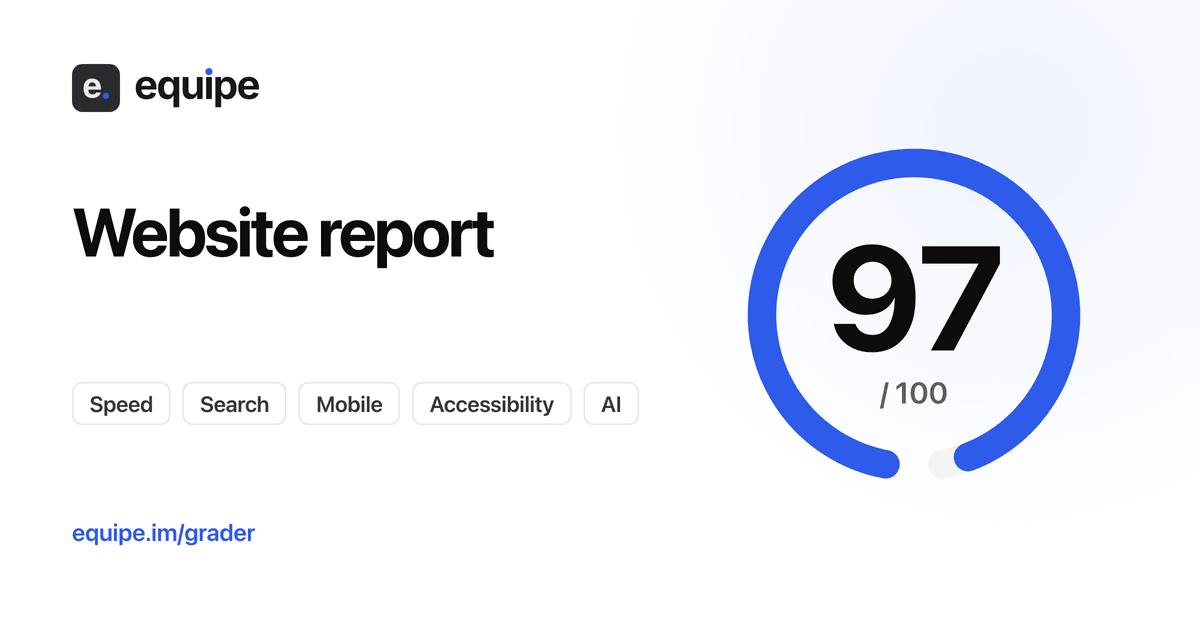 e.
equipe
Website report
97
/ 100
Speed Search Mobile Accessibility AI
equipe.im/grader